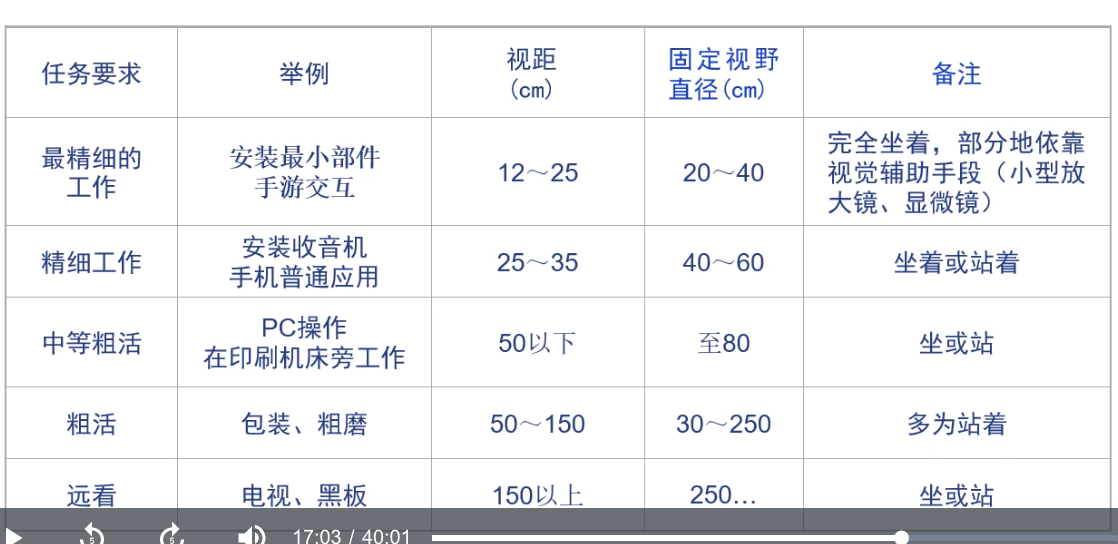 任务要求
举例
视距
(cm)
固定视野
直径(cm)
备注
最精细的
工作
安装最小部件
手游交互
12～25
20～40
完全坐着，部分地依靠
视觉辅助手段（小型放
大镜、显微镜）
精细工作
安装收音机
手机普通应用
25～35
40～60
坐着或站着
中等粗活
PC操作
在印刷机床旁工作
50以下
至80
坐或站
粗活
包装、粗磨
50～150
30～250
多为站着
远看
电视、黑板
150以上
250...
坐或站
5
5
17:03 / 40:01